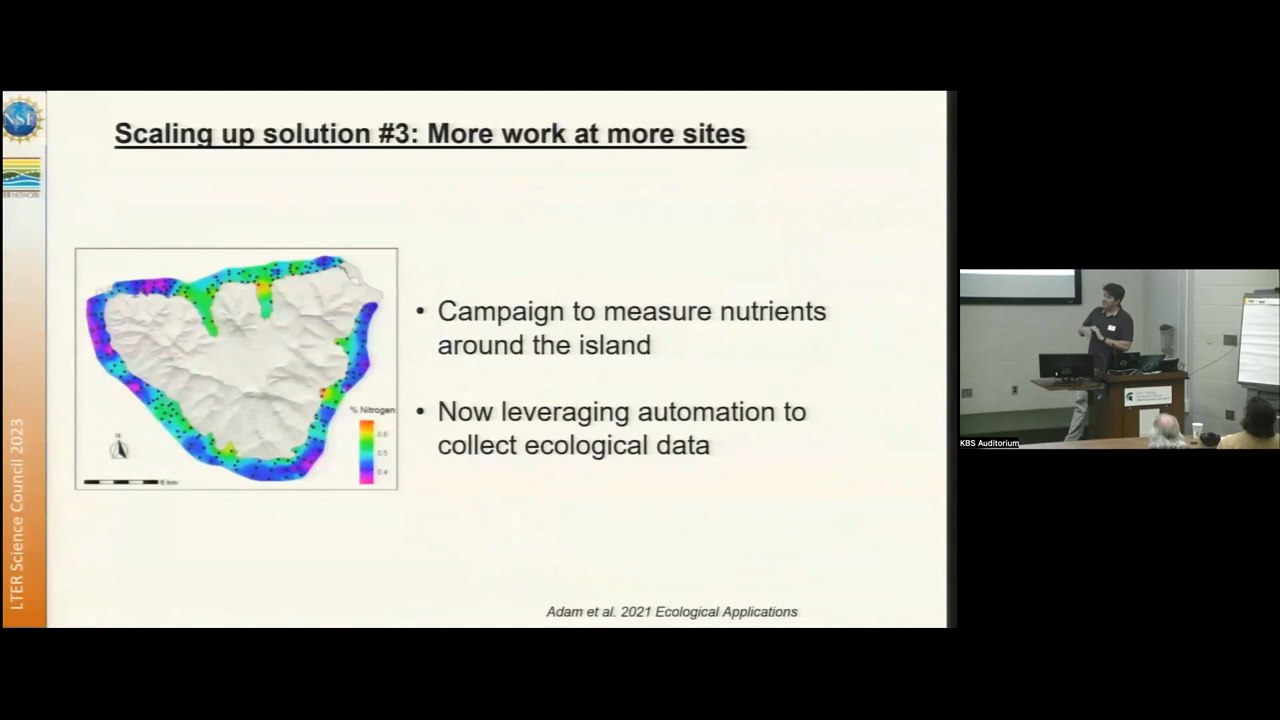 NSF
Scaling up solution #3: More work at more sites
NETWORK
Campaign to measure nutrients
around the island
Now leveraging automation to
collect ecological data
% Nitrogen
0.6
0.5
0.4
N
5 km
LTER Science Council 2023
Adam et al. 2021 Ecological Applications
KBS Auditorium